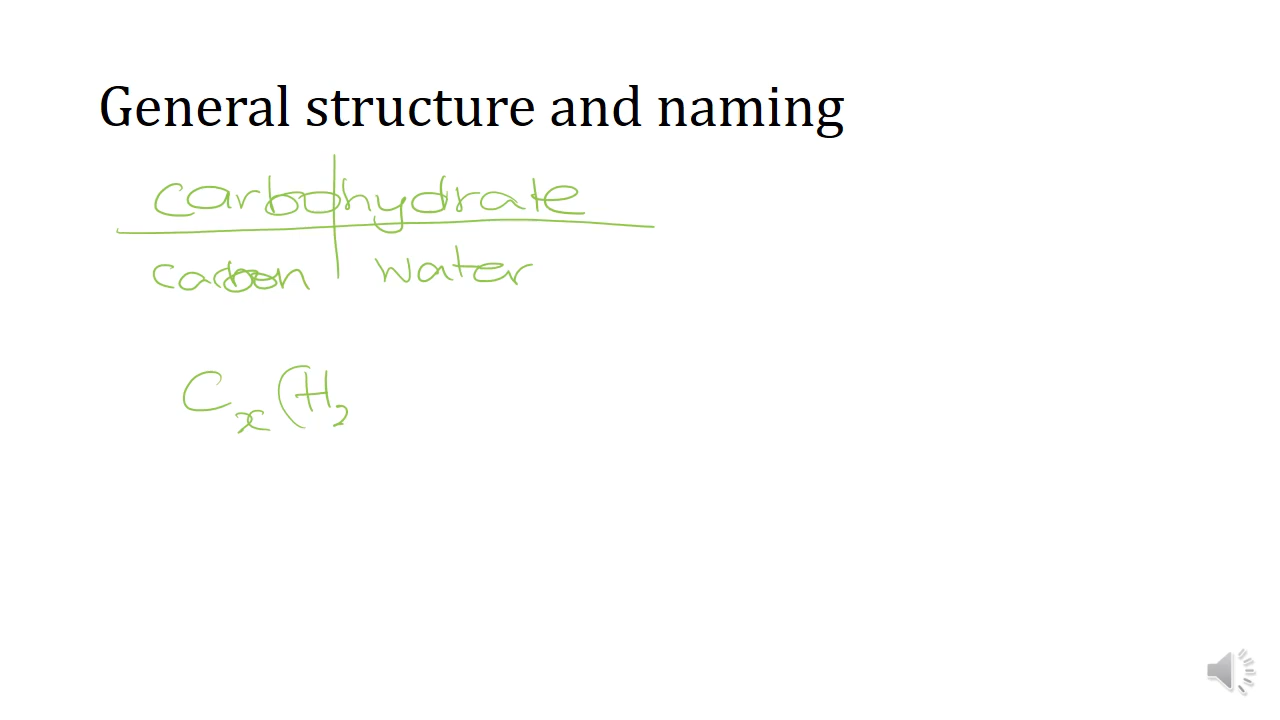 General structure and naming
carbohydrate
carbon water
Cₓ(H₂